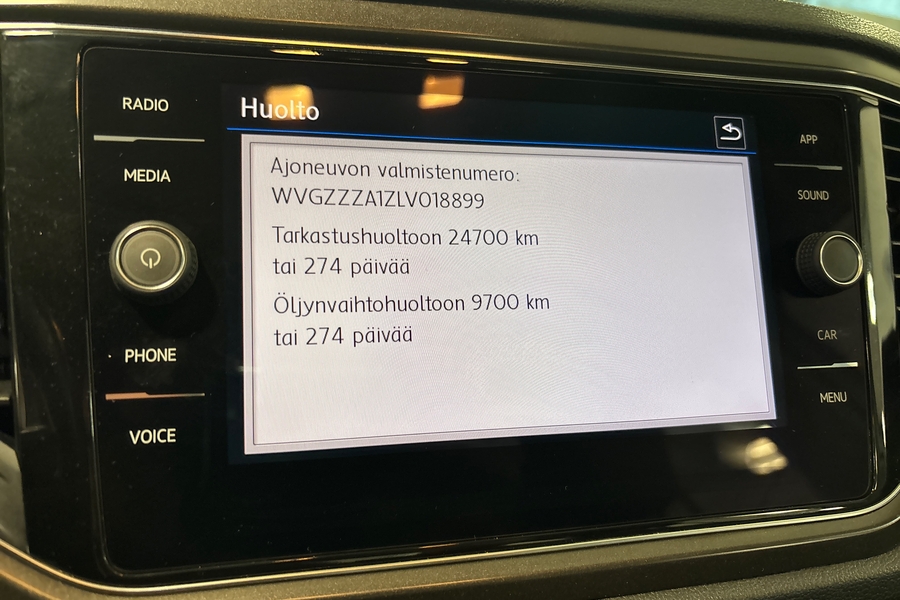 RADIO
MEDIA
PHONE
VOICE
Huolto
Ajoneuvon valmistenumero:
WVGZZZA1ZLV018899
Tarkastushuoltoon 24700 km
tai 274 päivää
Öljynvaihtohuoltoon 9700 km
tai 274 päivää
APP
SOUND
CAR
MENU